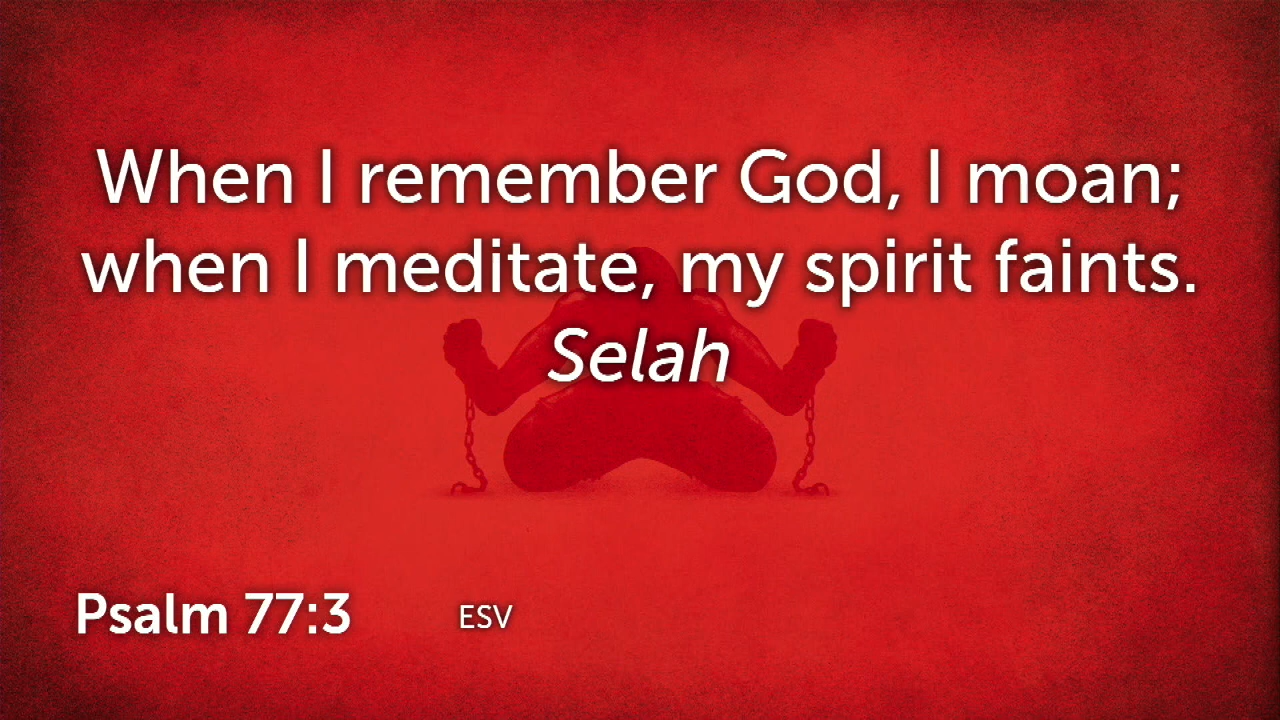 When I remember God, I moan;
when I meditate, my spirit faints.
Selah
Psalm 77:3 ESV